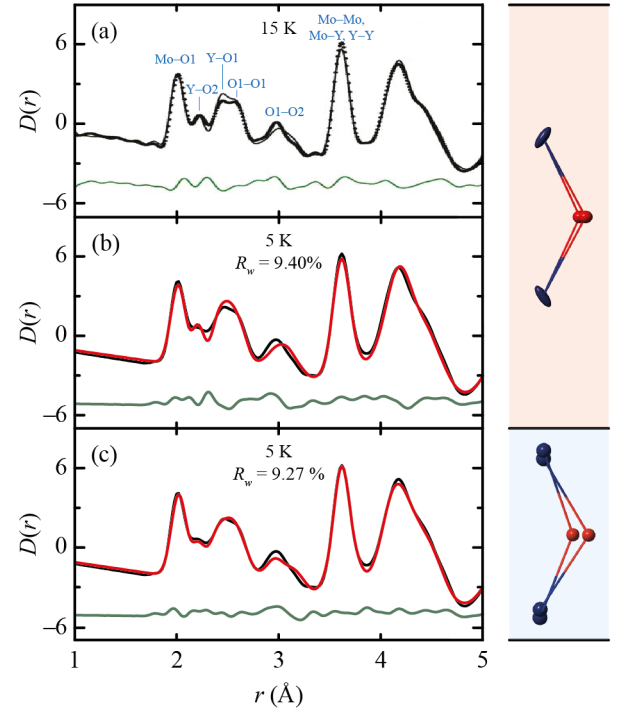 (a)
15 K
Mo–O1
Y–O1
Y–O2
O1–O1
O1–O2
Mo–Mo,
Mo–Y, Y–Y
D(r)
6
0
–6
(b)
5 K
R_w = 9.40%
D(r)
6
0
–6
(c)
5 K
R_w = 9.27 %
D(r)
6
0
–6
1
2
3
4
5
r (Å)